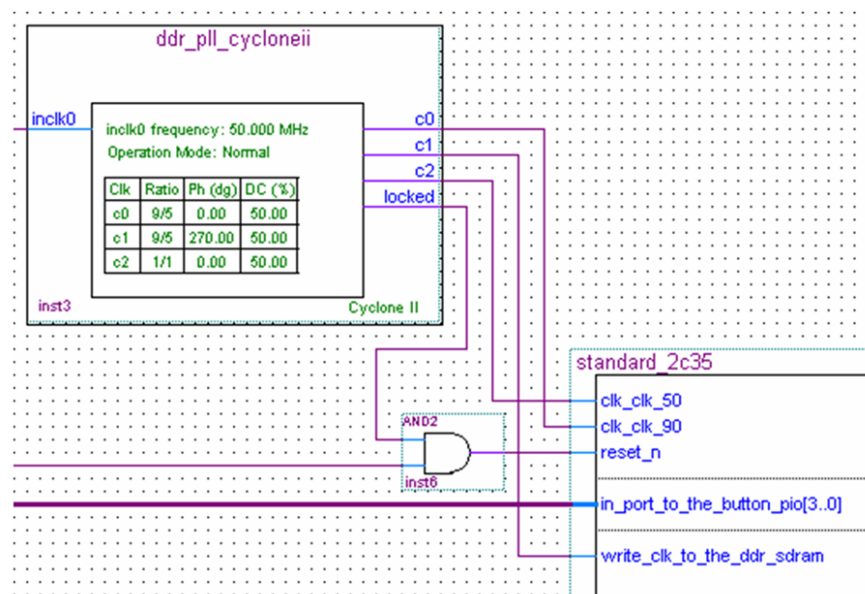 ddr_pll_cycloneii
inclk0
inclk0 frequency: 50.000 MHz
Operation Mode: Normal
Clk Ratio Ph (dg) DC (%)
c0 9/5 0.00 50.00
c1 9/5 270.00 50.00
c2 1/1 0.00 50.00
c0
c1
c2
locked
inst3
Cyclone II
standard_2c35
clk_clk_50
clk_clk_90
reset_n
AND2
inst6
in_port_to_the_button_pio[3..0]
write_clk_to_the_ddr_sdram